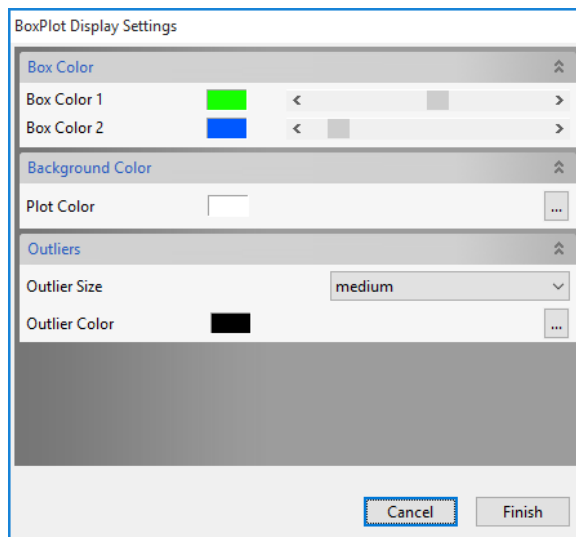 BoxPlot Display Settings
Box Color
Box Color 1
Box Color 2
Background Color
Plot Color
...
Outliers
Outlier Size medium
Outlier Color
...
Cancel Finish